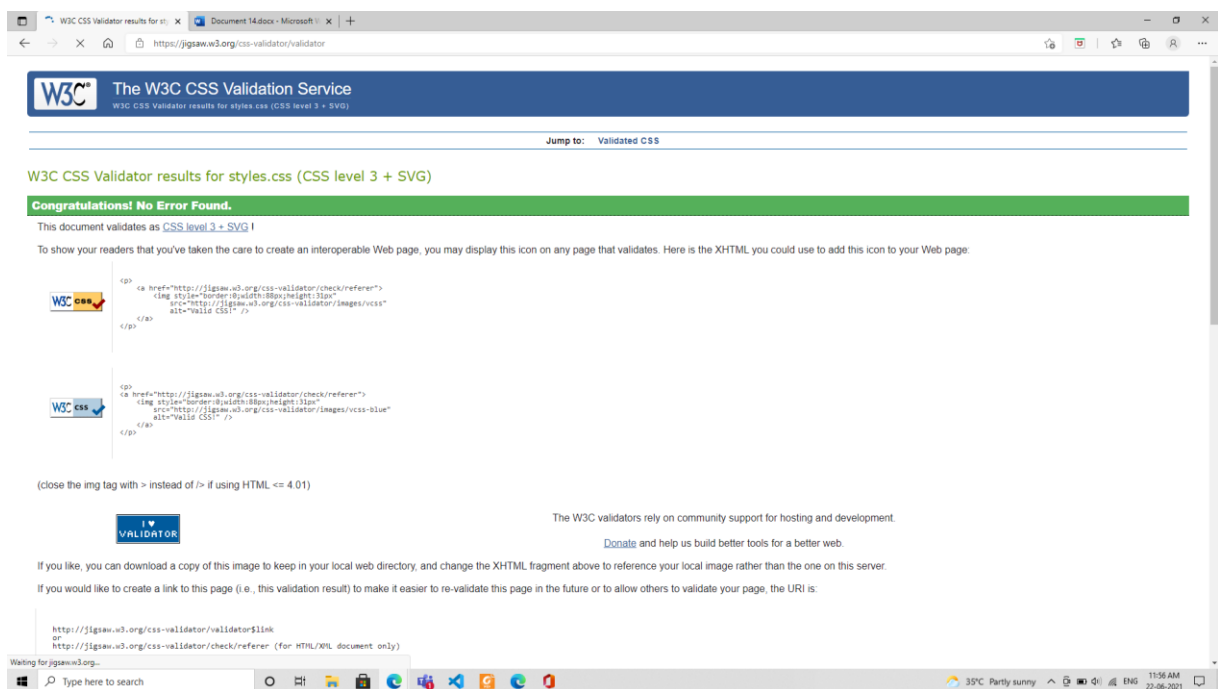 W3C CSS Validator results for sty
Document 14.docx - Microsoft W
https://jigsaw.w3.org/css-validator/validator
W3C®
The W3C CSS Validation Service
W3C CSS Validator results for styles.css (CSS level 3 + SVG)
Jump to: Validated CSS
W3C CSS Validator results for styles.css (CSS level 3 + SVG)
Congratulations! No Error Found.
This document validates as CSS level 3 + SVG !
To show your readers that you've taken the care to create an interoperable Web page, you may display this icon on any page that validates. Here is the XHTML you could use to add this icon to your Web page:
W3C css
<p>
<a href="http://jigsaw.w3.org/css-validator/check/referer">
<img style="border:0;width:88px;height:31px"
src="http://jigsaw.w3.org/css-validator/images/vcss"
alt="Valid CSS!" />
</a>
</p>
W3C css
<p>
<a href="http://jigsaw.w3.org/css-validator/check/referer">
<img style="border:0;width:88px;height:31px"
src="http://jigsaw.w3.org/css-validator/images/vcss-blue"
alt="Valid CSS!" />
</a>
</p>
(close the img tag with > instead of /> if using HTML <= 4.01)
I ♥
VALIDATOR
The W3C validators rely on community support for hosting and development.
Donate and help us build better tools for a better web.
If you like, you can download a copy of this image to keep in your local web directory, and change the XHTML fragment above to reference your local image rather than the one on this server.
If you would like to create a link to this page (i.e., this validation result) to make it easier to re-validate this page in the future or to allow others to validate your page, the URI is:
http://jigsaw.w3.org/css-validator/validator$link
or
http://jigsaw.w3.org/css-validator/check/referer (for HTML/XML document only)
Waiting for jigsaw.w3.org...
Type here to search
35°C Partly sunny
ENG
11:56 AM
22-06-2021